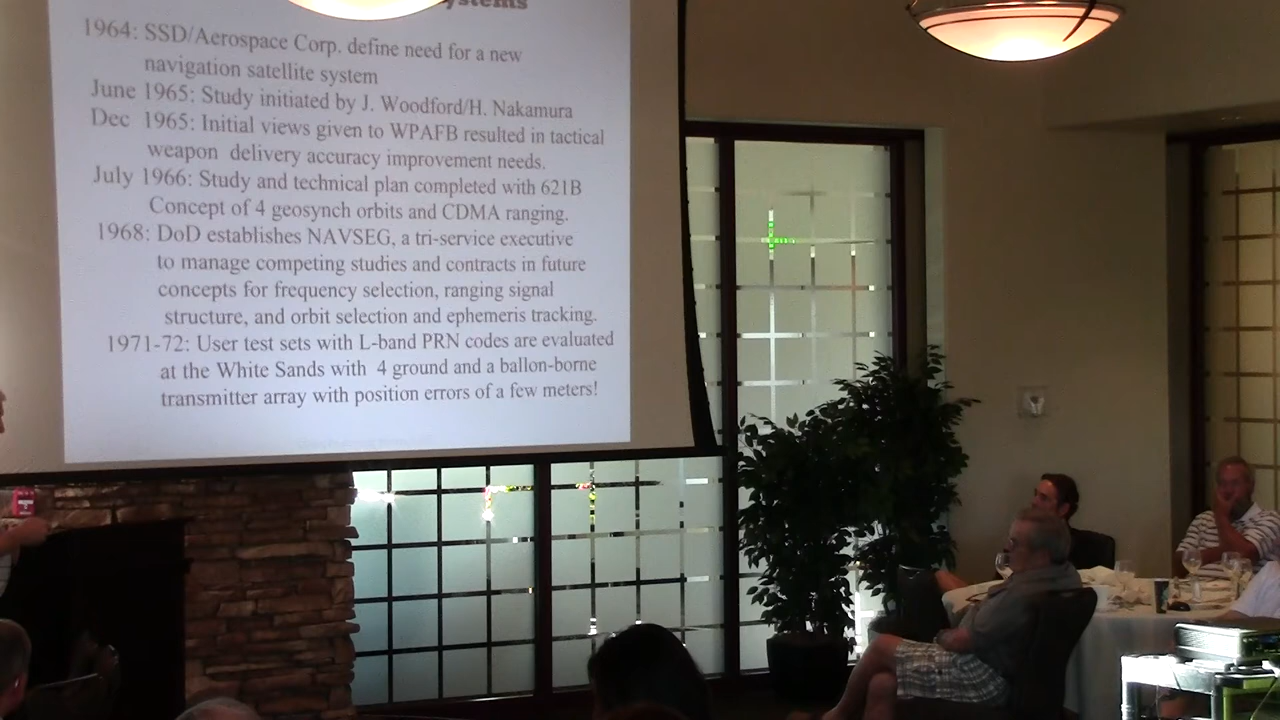 ystems
1964: SSD/Aerospace Corp. define need for a new
navigation satellite system
June 1965: Study initiated by J. Woodford/H. Nakamura
Dec 1965: Initial views given to WPAFB resulted in tactical
weapon delivery accuracy improvement needs.
July 1966: Study and technical plan completed with 621B
Concept of 4 geosynch orbits and CDMA ranging.
1968: DoD establishes NAVSEG, a tri-service executive
to manage competing studies and contracts in future
concepts for frequency selection, ranging signal
structure, and orbit selection and ephemeris tracking.
1971-72: User test sets with L-band PRN codes are evaluated
at the White Sands with 4 ground and a ballon-borne
transmitter array with position errors of a few meters!